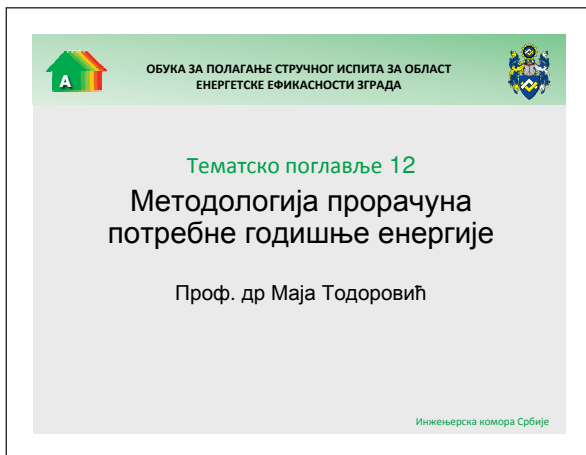 A
ОБУКА ЗА ПОЛАГАЊЕ СТРУЧНОГ ИСПИТА ЗА ОБЛАСТ
ЕНЕРГЕТСКЕ ЕФИКАСНОСТИ ЗГРАДА
Тематско поглавље 12
Методологија прорачуна
потребне годишње енергије
Проф. др Маја Тодоровић
Инжењерска комора Србије